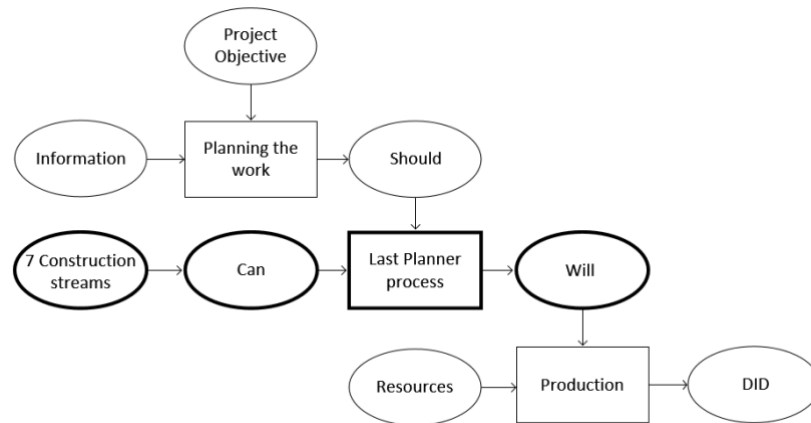 Project
Objective
Information
Planning the
work
Should
7 Construction
streams
Can
Last Planner
process
Will
Resources
Production
DID